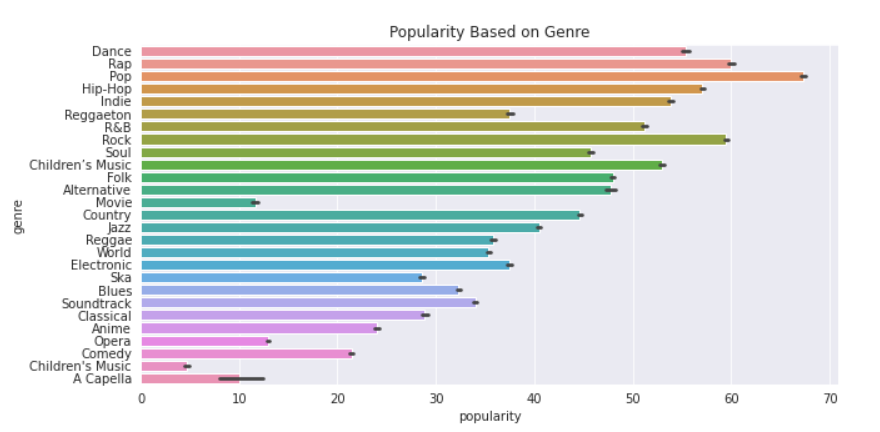 Popularity Based on Genre
Dance
Rap
Pop
Hip-Hop
Indie
Reggaeton
R&B
Rock
Soul
Children’s Music
Folk
Alternative
Movie
Country
Jazz
Reggae
World
Electronic
Ska
Blues
Soundtrack
Classical
Anime
Opera
Comedy
Children's Music
A Capella
genre
0 10 20 30 40 50 60 70
popularity